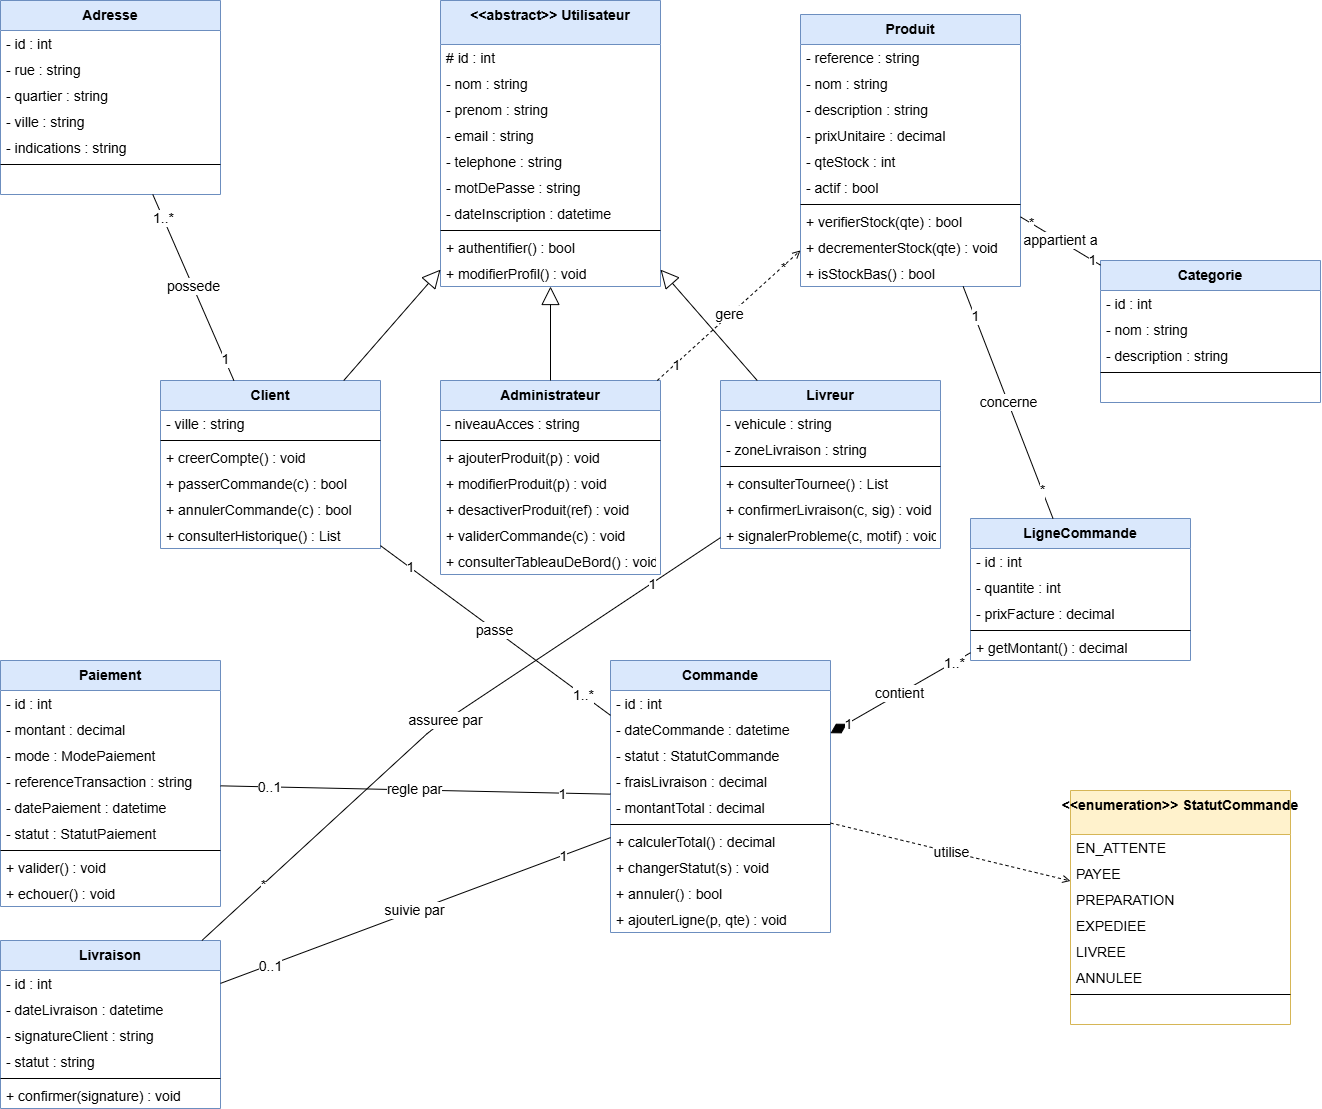 Adresse
- id : int
- rue : string
- quartier : string
- ville : string
- indications : string
<<abstract>> Utilisateur
# id : int
- nom : string
- prenom : string
- email : string
- telephone : string
- motDePasse : string
- dateInscription : datetime
+ authentifier() : bool
+ modifierProfil() : void
Produit
- reference : string
- nom : string
- description : string
- prixUnitaire : decimal
- qteStock : int
- actif : bool
+ verifierStock(qte) : bool
+ decrementerStock(qte) : void
+ isStockBas() : bool
*
appartient a
1
Categorie
- id : int
- nom : string
- description : string
1..*
possede
1
*
gere
1
1
concerne
*
Client
- ville : string
+ creerCompte() : void
+ passerCommande(c) : bool
+ annulerCommande(c) : bool
+ consulterHistorique() : List
Administrateur
- niveauAcces : string
+ ajouterProduit(p) : void
+ modifierProduit(p) : void
+ desactiverProduit(ref) : void
+ validerCommande(c) : void
+ consulterTableauDeBord() : void
Livreur
- vehicule : string
- zoneLivraison : string
+ consulterTournee() : List
+ confirmerLivraison(c, sig) : void
+ signalerProbleme(c, motif) : void
LigneCommande
- id : int
- quantite : int
- prixFacture : decimal
+ getMontant() : decimal
1
passe
1..*
1
assuree par
*
1..*
contient
1
Paiement
- id : int
- montant : decimal
- mode : ModePaiement
- referenceTransaction : string
- datePaiement : datetime
- statut : StatutPaiement
+ valider() : void
+ echouer() : void
0..1
regle par
1
Commande
- id : int
- dateCommande : datetime
- statut : StatutCommande
- fraisLivraison : decimal
- montantTotal : decimal
+ calculerTotal() : decimal
+ changerStatut(s) : void
+ annuler() : bool
+ ajouterLigne(p, qte) : void
utilise
<<enumeration>> StatutCommande
EN_ATTENTE
PAYEE
PREPARATION
EXPEDIEE
LIVREE
ANNULEE
1
suivie par
0..1
Livraison
- id : int
- dateLivraison : datetime
- signatureClient : string
- statut : string
+ confirmer(signature) : void